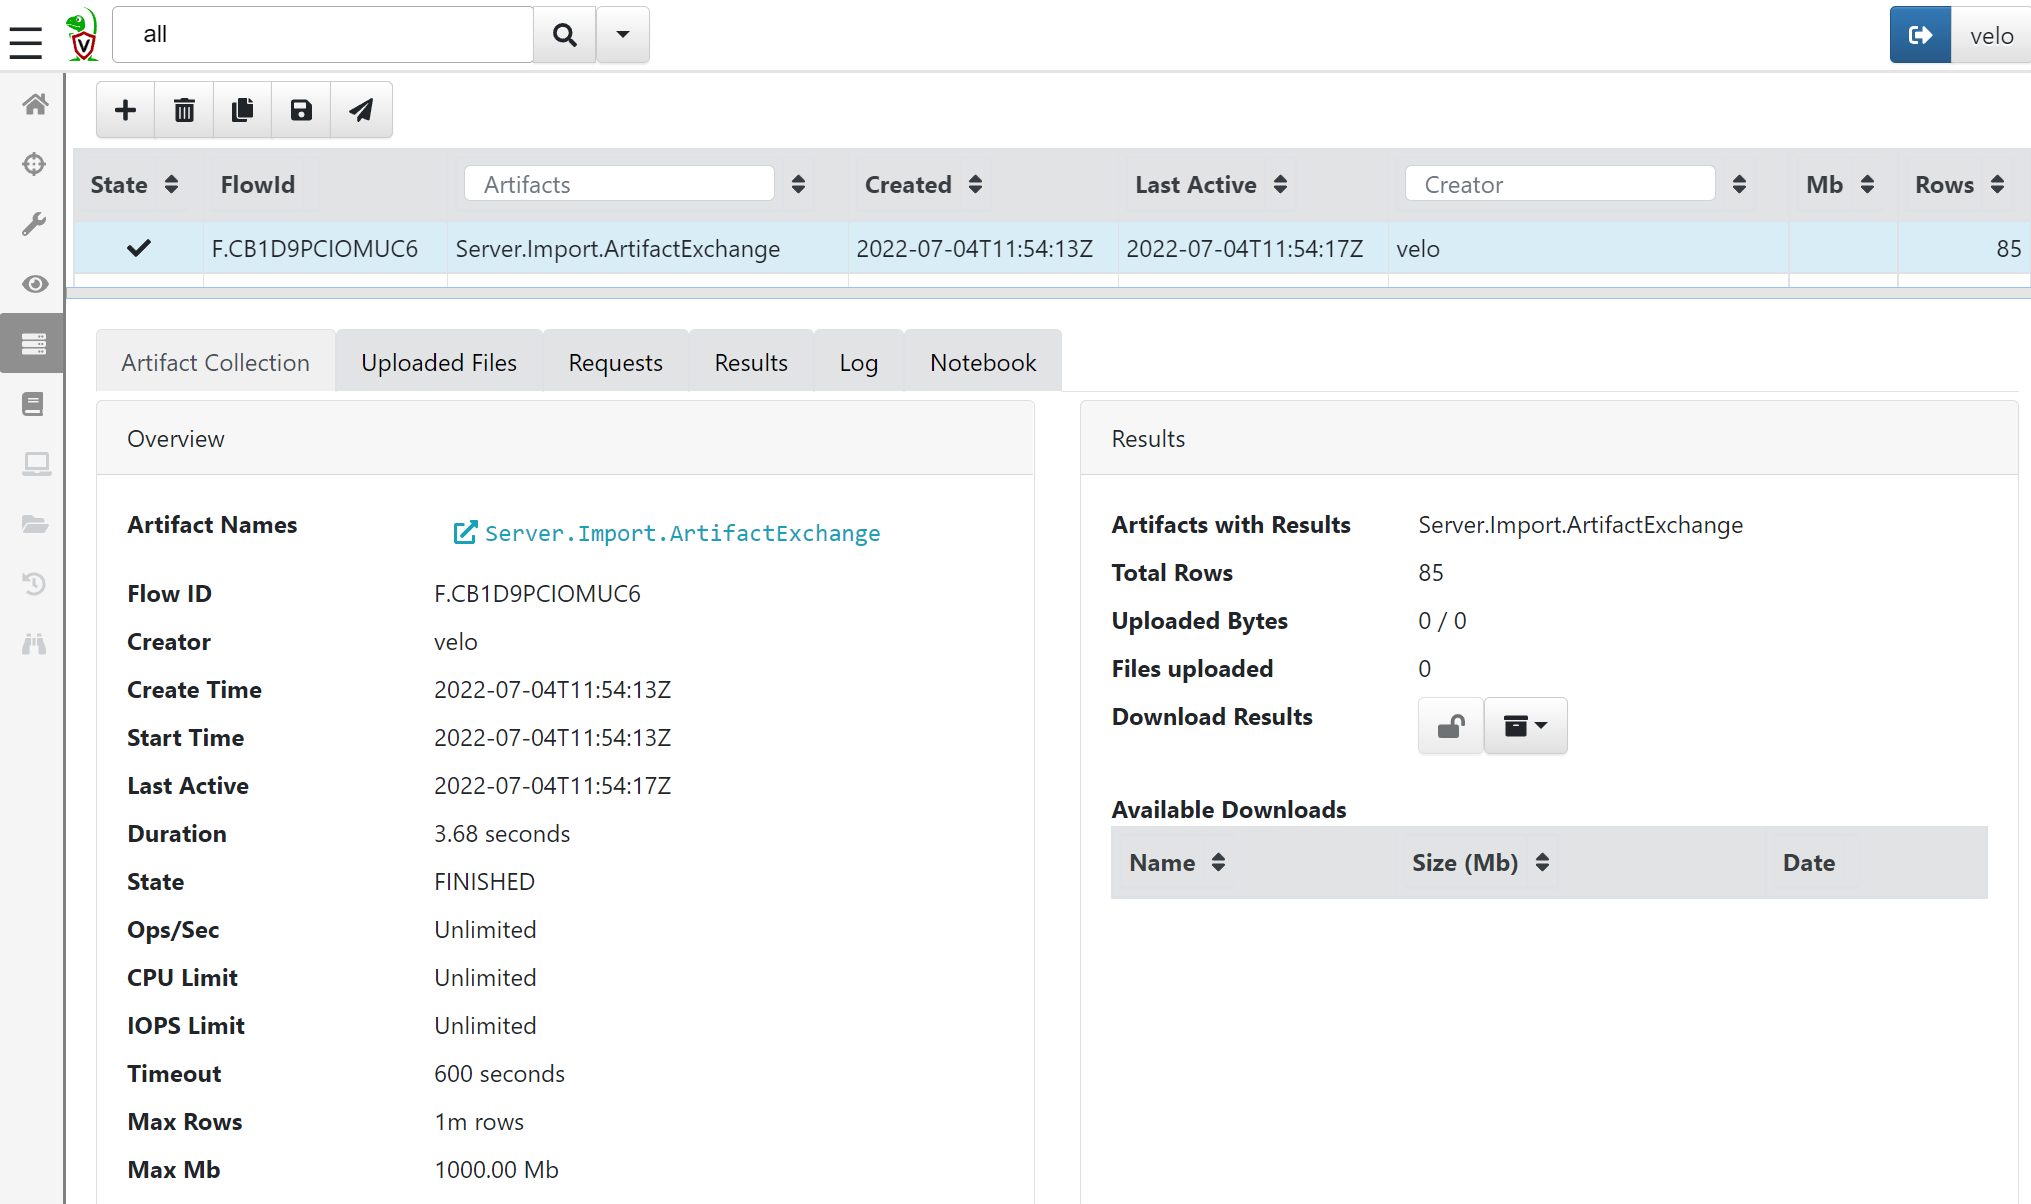 all
velo
V
State FlowId Artifacts Created Last Active Creator Mb Rows
F.CB1D9PCIOMUC6 Server.Import.ArtifactExchange 2022-07-04T11:54:13Z 2022-07-04T11:54:17Z velo 85
Artifact Collection Uploaded Files Requests Results Log Notebook
Overview
Artifact Names Server.Import.ArtifactExchange
Flow ID F.CB1D9PCIOMUC6
Creator velo
Create Time 2022-07-04T11:54:13Z
Start Time 2022-07-04T11:54:13Z
Last Active 2022-07-04T11:54:17Z
Duration 3.68 seconds
State FINISHED
Ops/Sec Unlimited
CPU Limit Unlimited
IOPS Limit Unlimited
Timeout 600 seconds
Max Rows 1m rows
Max Mb 1000.00 Mb
Results
Artifacts with Results Server.Import.ArtifactExchange
Total Rows 85
Uploaded Bytes 0 / 0
Files uploaded 0
Download Results
Available Downloads
Name Size (Mb) Date